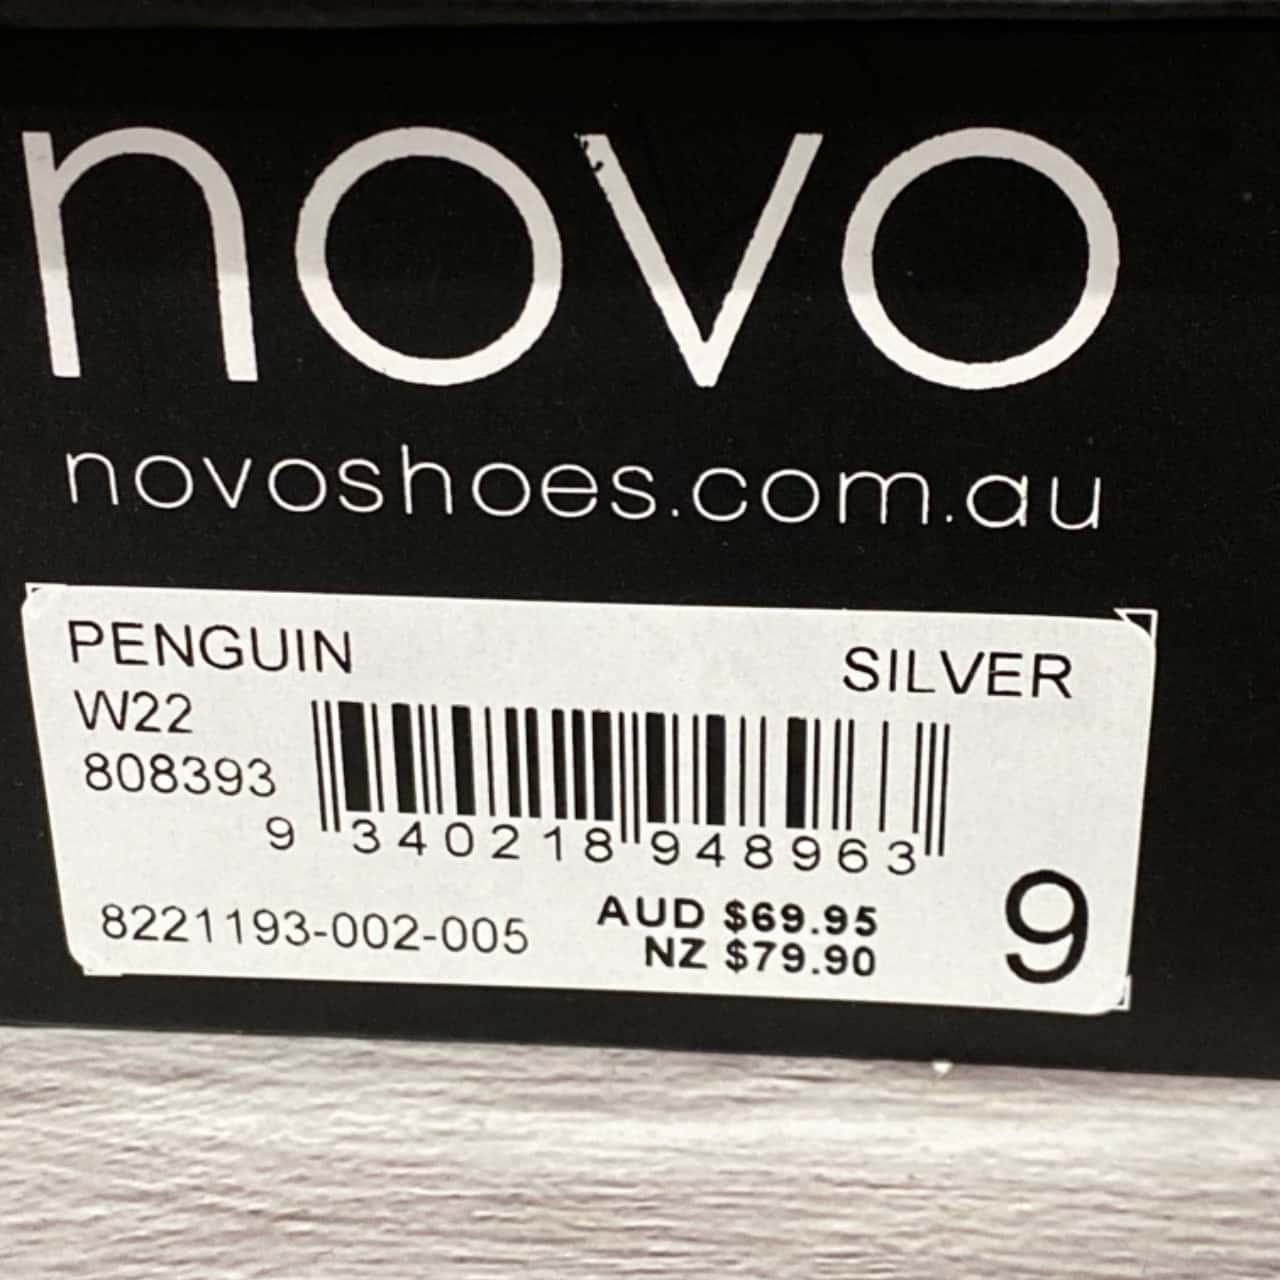 novo
novoshoes.com.au
PENGUIN SILVER
W22
808393
9 340218 948963
8221193-002-005 AUD $69.95
NZ $79.90
9